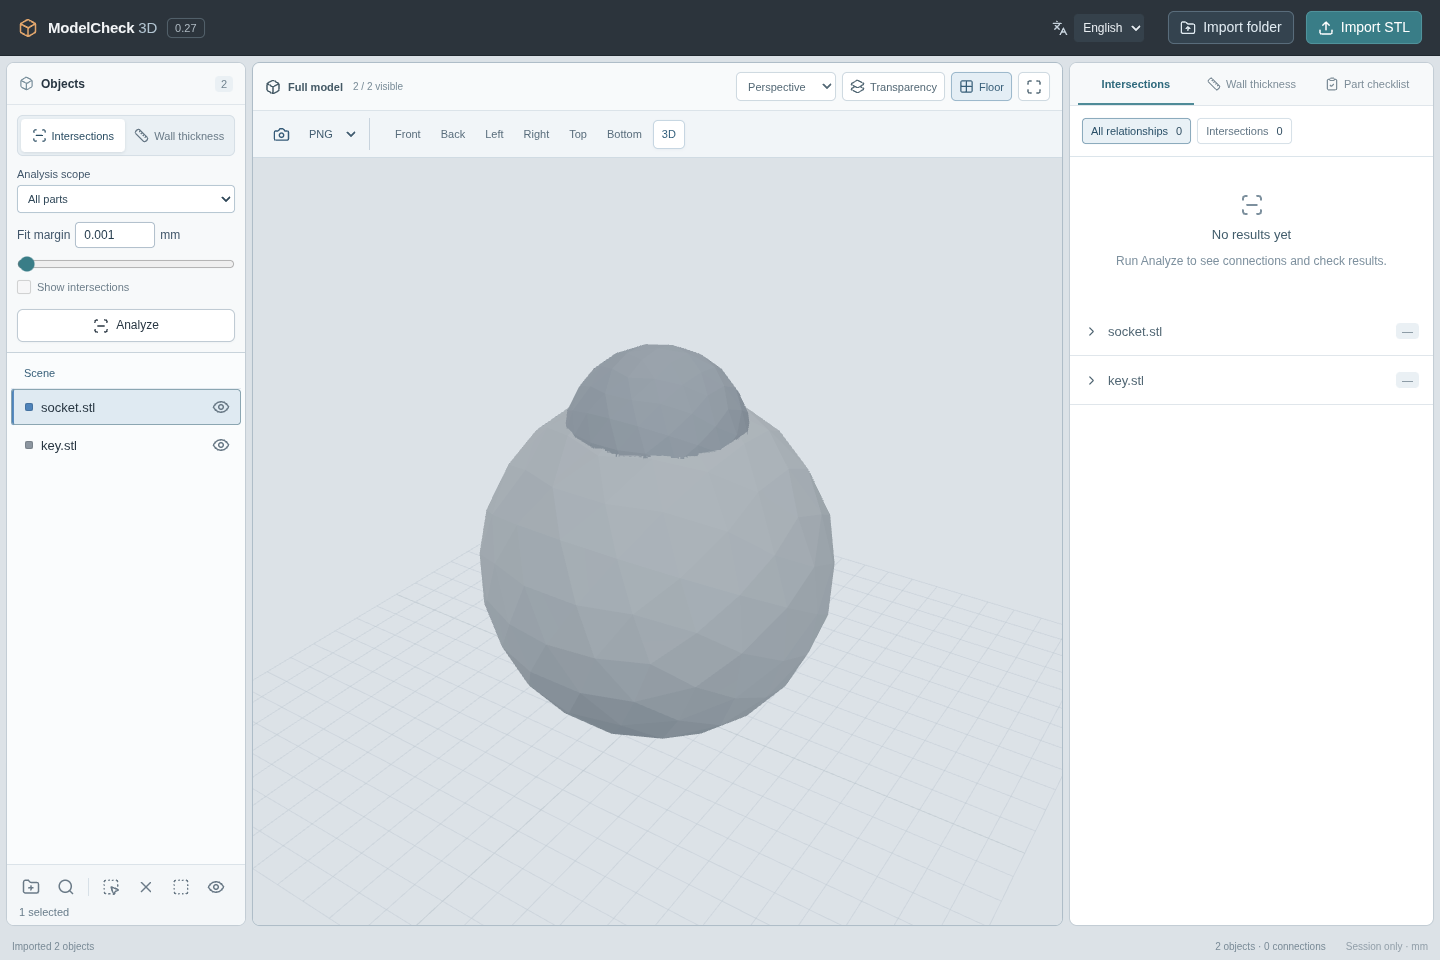 ModelCheck 3D 0.27
English
Import folder
Import STL
Objects 2
Intersections
Wall thickness
Analysis scope
All parts
Fit margin 0.001 mm
Show intersections
Analyze
Scene
socket.stl
key.stl
1 selected
Full model 2 / 2 visible
Perspective
Transparency
Floor
PNG
Front Back Left Right Top Bottom 3D
Intersections
Wall thickness
Part checklist
All relationships 0
Intersections 0
No results yet
Run Analyze to see connections and check results.
socket.stl —
key.stl —
Imported 2 objects
2 objects · 0 connections
Session only · mm